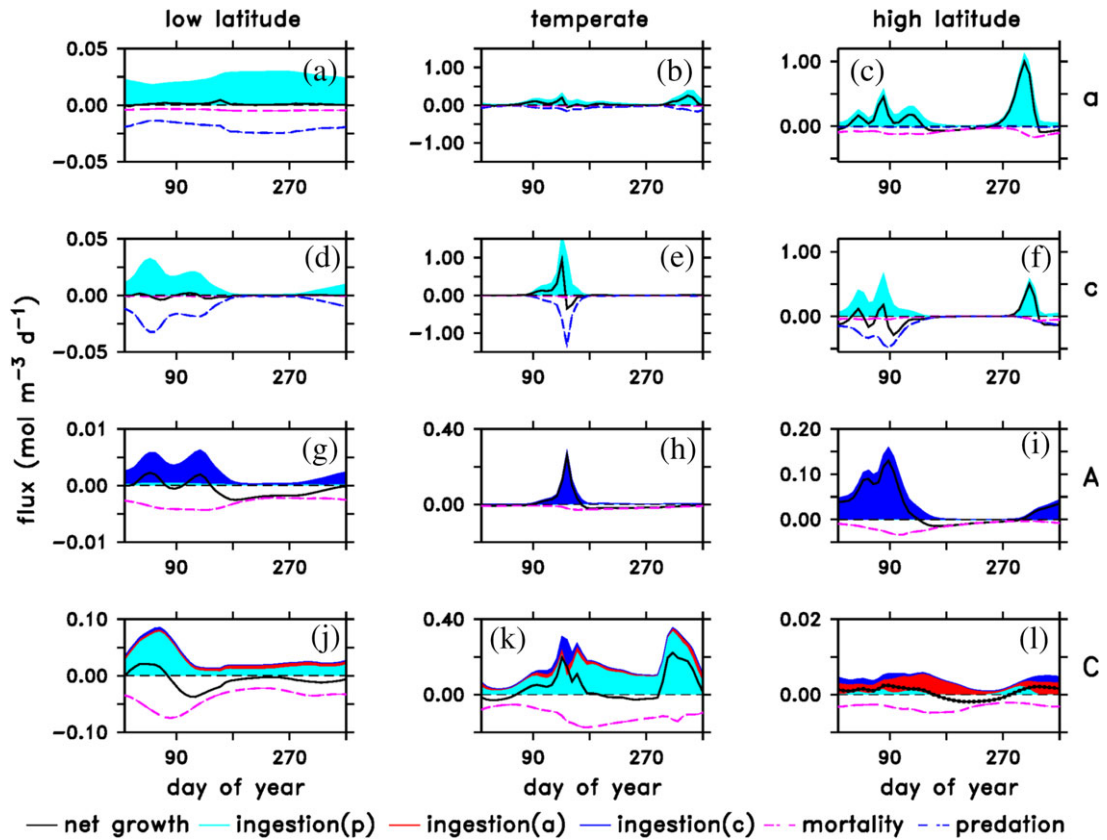 low latitude temperate high latitude
0.05 (a) 1.00 (b) 1.00 (c) a
0.00 0.00 0.00
−0.05 −1.00
90 270 90 270 90 270
0.05 (d) 1.00 (e) 1.00 (f) c
0.00 0.00 0.00
−0.05 −1.00
90 270 90 270 90 270
flux (mol m⁻³ d⁻¹)
0.01 (g) 0.40 (h) 0.20 (i) A
0.10
0.00 0.00 0.00
−0.01
90 270 90 270 90 270
0.10 (j) 0.40 (k) 0.02 (l) C
0.00 0.00 0.00
−0.10
90 270 90 270 90 270
day of year day of year day of year
net growth ingestion(p) ingestion(a) ingestion(c) mortality predation